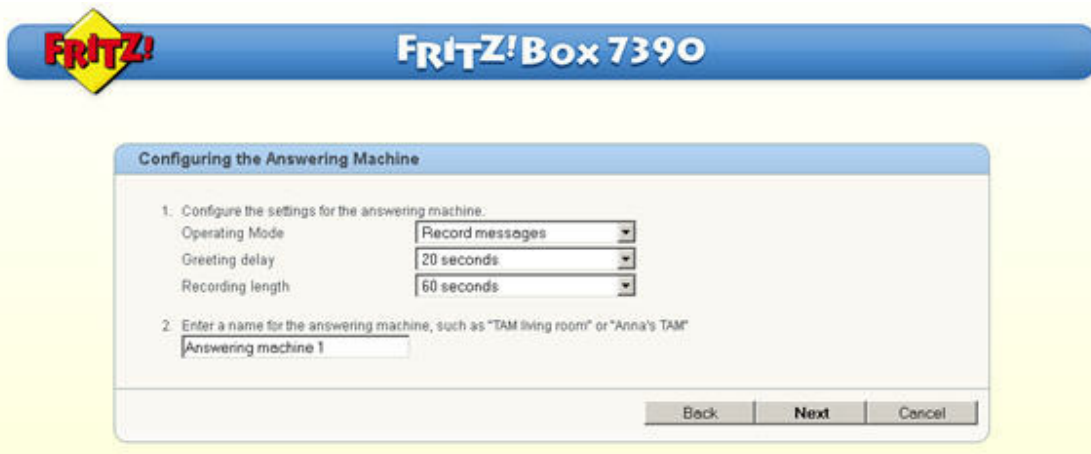 FRITZ!
FRITZ!Box 7390
Configuring the Answering Machine
1. Configure the settings for the answering machine.
Operating Mode Record messages
Greeting delay 20 seconds
Recording length 60 seconds
2. Enter a name for the answering machine, such as "TAM living room" or "Anna's TAM"
Answering machine 1
Back Next Cancel